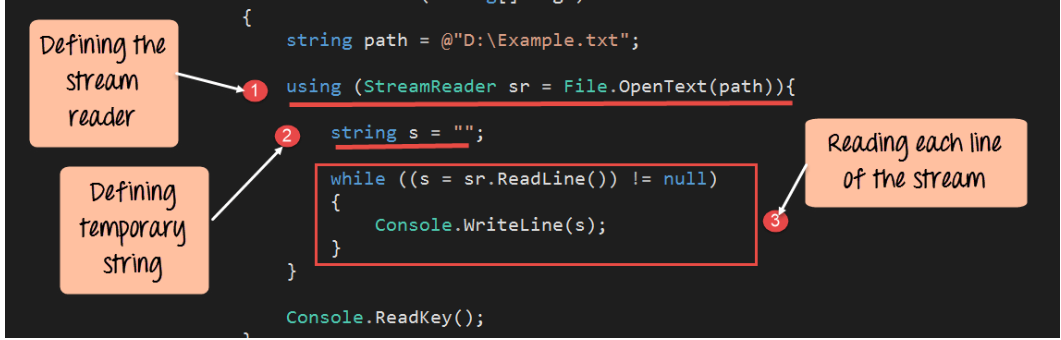 {
string path = @"D:\Example.txt";
Defining the
stream
reader
1
using (StreamReader sr = File.OpenText(path)){
2
string s = "";
Defining
temporary
string
while ((s = sr.ReadLine()) != null)
{
Console.WriteLine(s);
}
3
Reading each line
of the stream
}
Console.ReadKey();